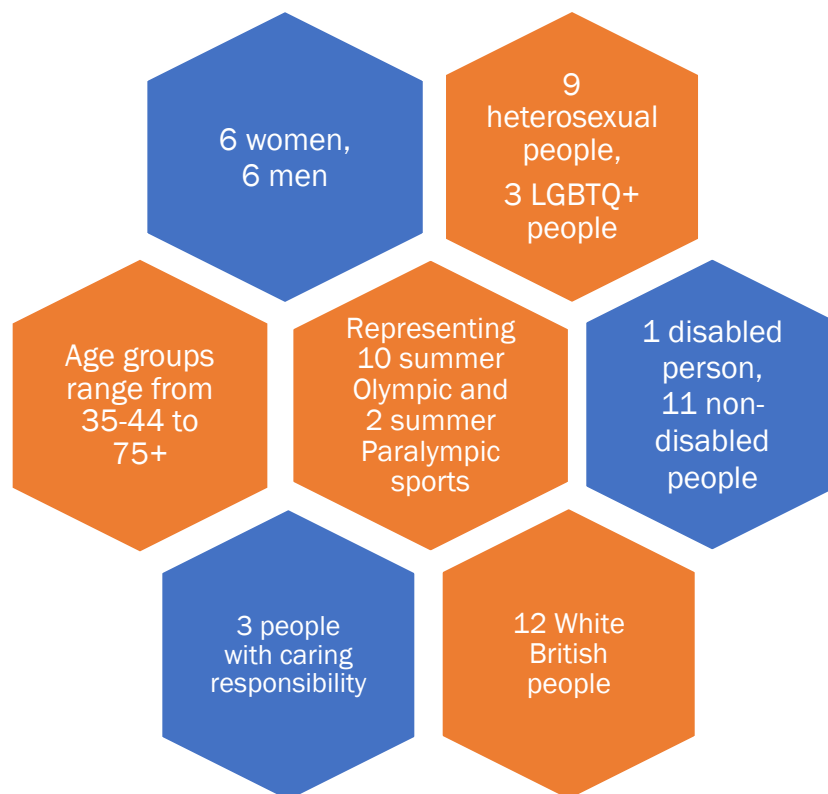 6 women,
6 men
9
heterosexual
people,
3 LGBTQ+
people
Age groups
range from
35-44 to
75+
Representing
10 summer
Olympic and
2 summer
Paralympic
sports
1 disabled
person,
11 non-
disabled
people
3 people
with caring
responsibility
12 White
British
people